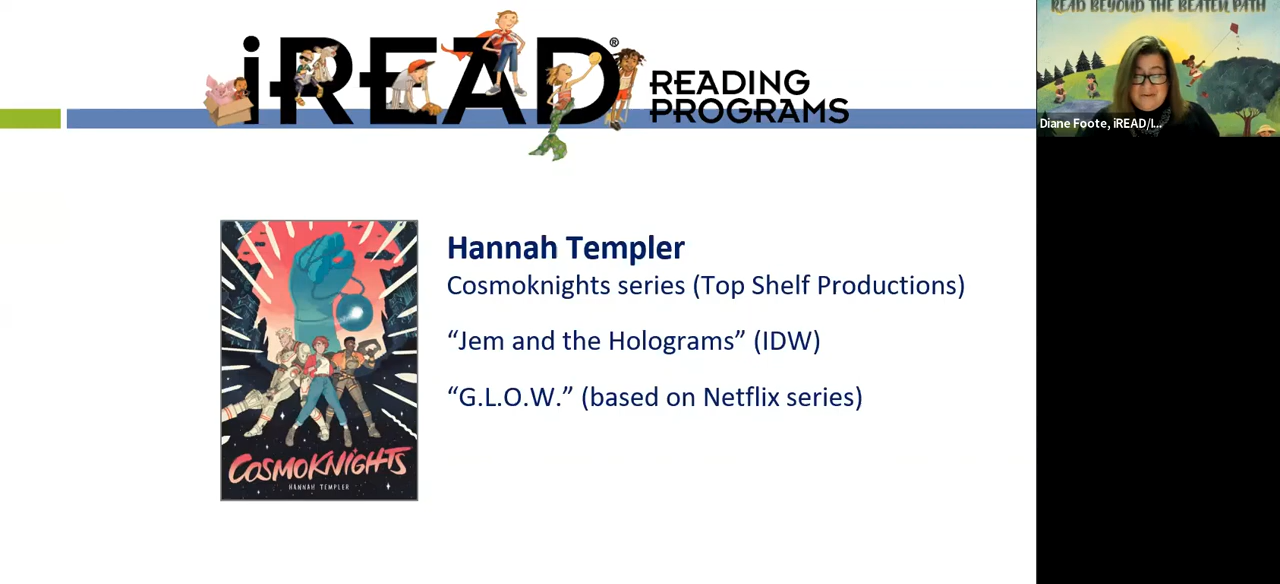 iREAD®
READING
PROGRAMS
READ BEYOND THE BEATEN PATH
Diane Foote, iREAD/I...
Hannah Templer
Cosmoknights series (Top Shelf Productions)
“Jem and the Holograms” (IDW)
“G.L.O.W.” (based on Netflix series)
COSMOKNIGHTS
HANNAH TEMPLER